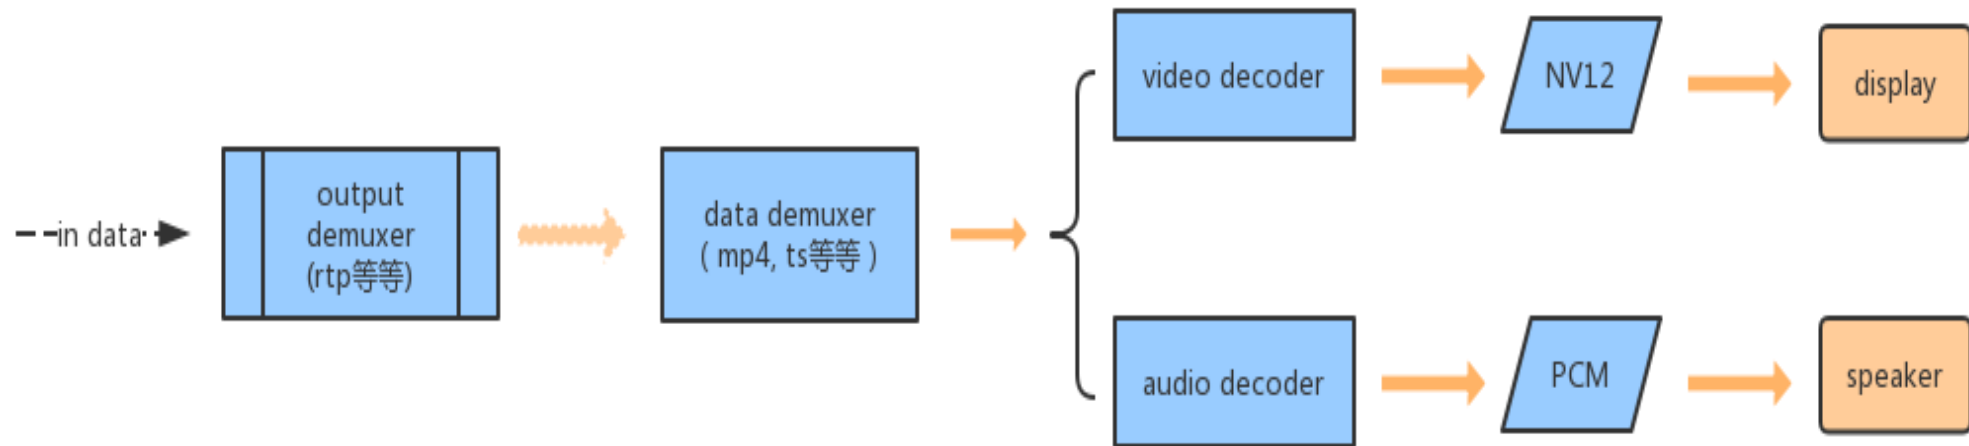 in data
output
demuxer
(rtp等等)
data demuxer
( mp4, ts等等 )
video decoder
NV12
display
audio decoder
PCM
speaker